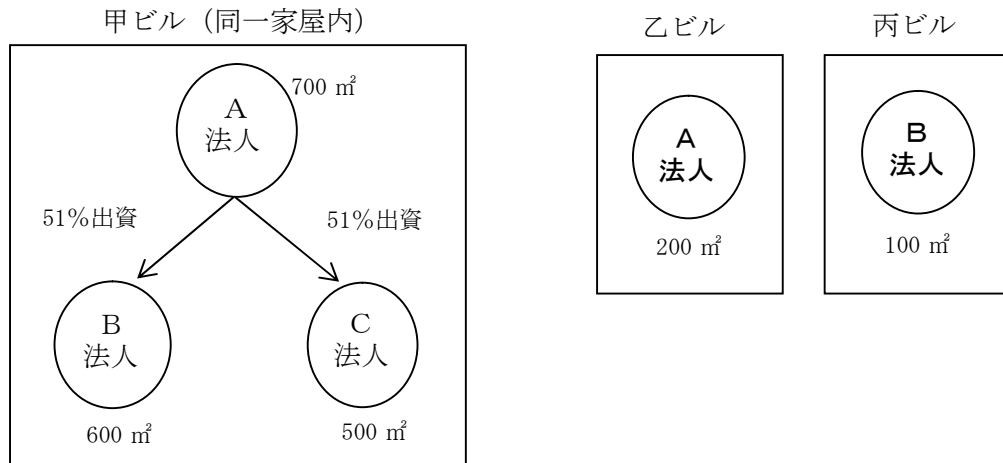 甲ビル（同一家屋内）
A
法人
700 ㎡
51％出資
51％出資
B
法人
600 ㎡
C
法人
500 ㎡
乙ビル
A
法人
200 ㎡
丙ビル
B
法人
100 ㎡